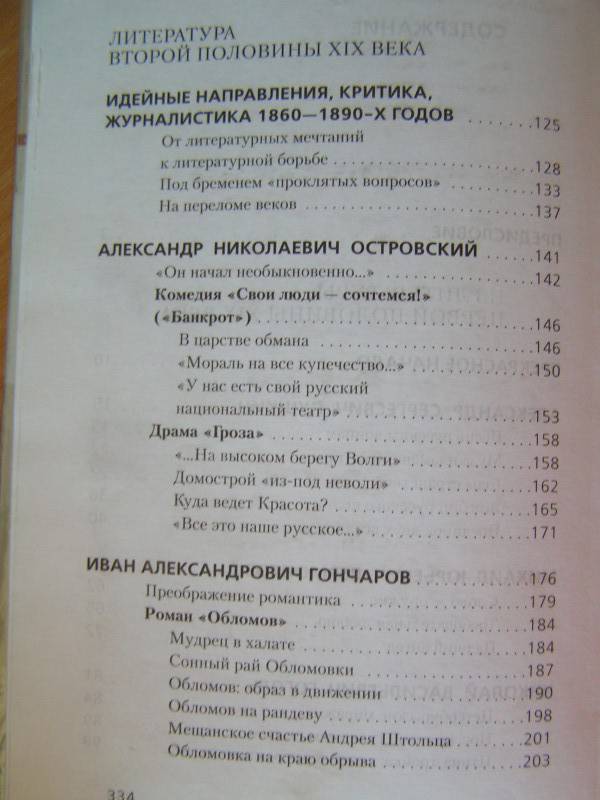 ЛИТЕРАТУРА
ВТОРОЙ ПОЛОВИНЫ XIX ВЕКА
ИДЕЙНЫЕ НАПРАВЛЕНИЯ, КРИТИКА,
ЖУРНАЛИСТИКА 1860—1890-Х ГОДОВ .......125
От литературных мечтаний
к литературной борьбе ....................128
Под бременем «проклятых вопросов» ........133
На переломе веков ........................137
АЛЕКСАНДР НИКОЛАЕВИЧ ОСТРОВСКИЙ ......141
«Он начал необыкновенно...» ..............142
Комедия «Свои люди — сочтемся!»
(«Банкрот») ..............................146
В царстве обмана .........................146
«Мораль на все купечество...» ............150
«У нас есть свой русский
национальный театр» ......................153
Драма «Гроза» ............................158
«...На высоком берегу Волги» .............158
Домострой «из-под неволи» ................162
Куда ведет Красота? ......................165
«Все это наше русское...» ................171
ИВАН АЛЕКСАНДРОВИЧ ГОНЧАРОВ ..........176
Преображение романтика ...................179
Роман «Обломов» ..........................184
Мудрец в халате ..........................184
Сонный рай Обломовки .....................187
Обломов: образ в движении ................190
Обломов на рандеву .......................198
Мещанское счастье Андрея Штольца .........201
Обломовка на краю обрыва .................203
334